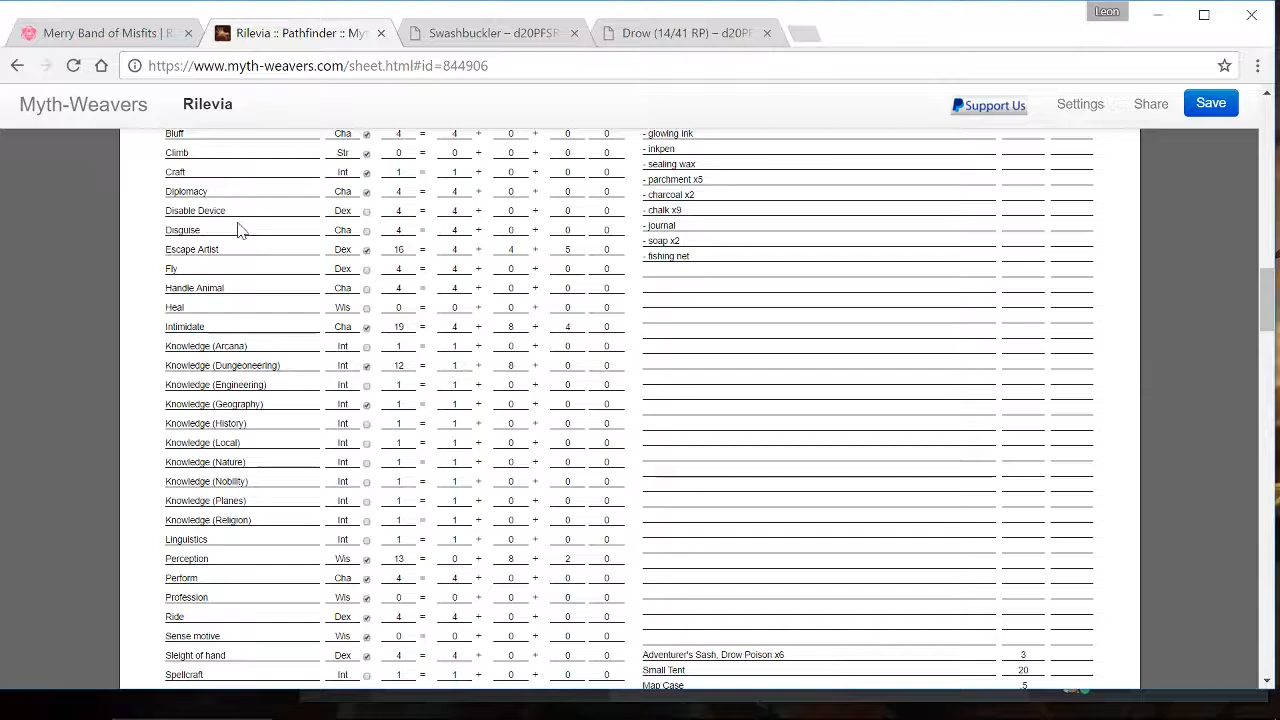 Leon
Merry Band of Misfits | R
Rilevia :: Pathfinder :: My
Swashbuckler – d20PFSR
Drow (14/41 RP) – d20PF
https://www.myth-weavers.com/sheet.html#id=844906
Myth-Weavers
Rilevia
Support Us
Settings
Share
Save
Bluff Cha 4 = 4 + 0 + 0 0 - glowing ink
Climb Str 0 = 0 + 0 + 0 0 - inkpen
- sealing wax
Craft Int 1 = 1 + 0 + 0 0 - parchment x5
Diplomacy Cha 4 = 4 + 0 + 0 0 - charcoal x2
Disable Device Dex 4 = 4 + 0 + 0 0 - chalk x9
Disguise Cha 4 = 4 + 0 + 0 0 - journal
- soap x2
Escape Artist Dex 16 = 4 + 4 + 5 0 - fishing net
Fly Dex 4 = 4 + 0 + 0 0
Handle Animal Cha 4 = 4 + 0 + 0 0
Heal Wis 0 = 0 + 0 + 0 0
Intimidate Cha 19 = 4 + 8 + 4 0
Knowledge (Arcana) Int 1 = 1 + 0 + 0 0
Knowledge (Dungeoneering) Int 12 = 1 + 8 + 0 0
Knowledge (Engineering) Int 1 = 1 + 0 + 0 0
Knowledge (Geography) Int 1 = 1 + 0 + 0 0
Knowledge (History) Int 1 = 1 + 0 + 0 0
Knowledge (Local) Int 1 = 1 + 0 + 0 0
Knowledge (Nature) Int 1 = 1 + 0 + 0 0
Knowledge (Nobility) Int 1 = 1 + 0 + 0 0
Knowledge (Planes) Int 1 = 1 + 0 + 0 0
Knowledge (Religion) Int 1 = 1 + 0 + 0 0
Linguistics Int 1 = 1 + 0 + 0 0
Perception Wis 13 = 0 + 8 + 2 0
Perform Cha 4 = 4 + 0 + 0 0
Profession Wis 0 = 0 + 0 + 0 0
Ride Dex 4 = 4 + 0 + 0 0
Sense motive Wis 0 = 0 + 0 + 0 0
Sleight of hand Dex 4 = 4 + 0 + 0 0 Adventurer's Sash, Drow Poison x6 3
Spellcraft Int 1 = 1 + 0 + 0 0 Small Tent 20
Map Case .5